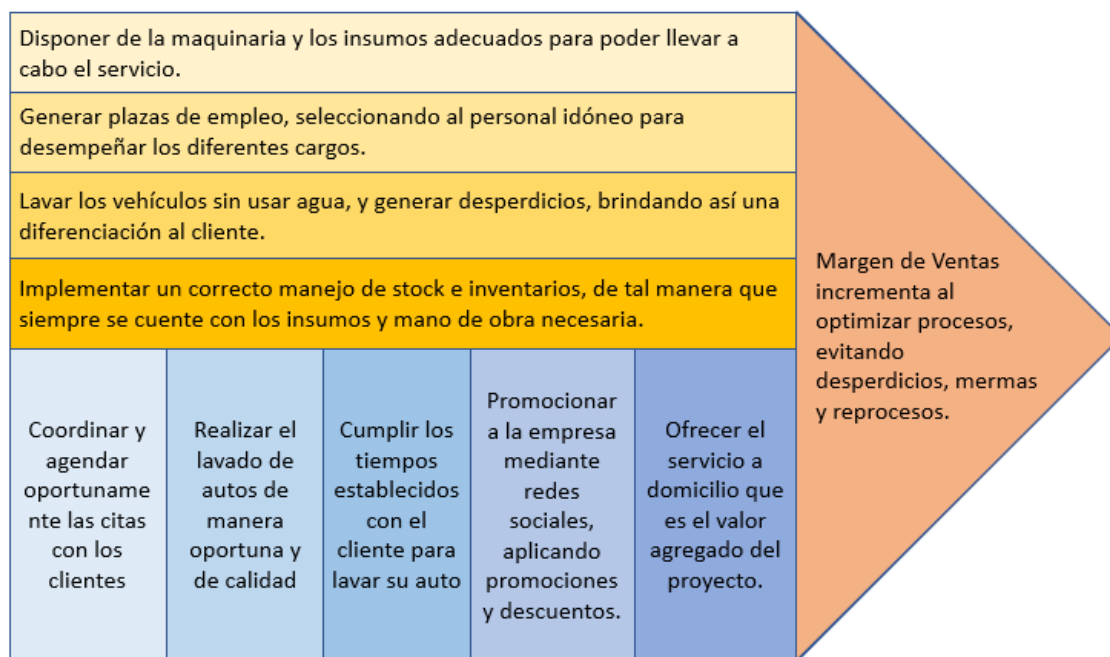 Disponer de la maquinaria y los insumos adecuados para poder llevar a
cabo el servicio.
Generar plazas de empleo, seleccionando al personal idóneo para
desempeñar los diferentes cargos.
Lavar los vehículos sin usar agua, y generar desperdicios, brindando así una
diferenciación al cliente.
Implementar un correcto manejo de stock e inventarios, de tal manera que
siempre se cuente con los insumos y mano de obra necesaria.
Coordinar y
agendar
oportuname
nte las citas
con los
clientes
Realizar el
lavado de
autos de
manera
oportuna y
de calidad
Cumplir los
tiempos
establecidos
con el
cliente para
lavar su auto
Promocionar
a la empresa
mediante
redes
sociales,
aplicando
promociones
y descuentos.
Ofrecer el
servicio a
domicilio que
es el valor
agregado del
proyecto.
Margen de Ventas
incrementa al
optimizar procesos,
evitando
desperdicios, mermas
y reprocesos.